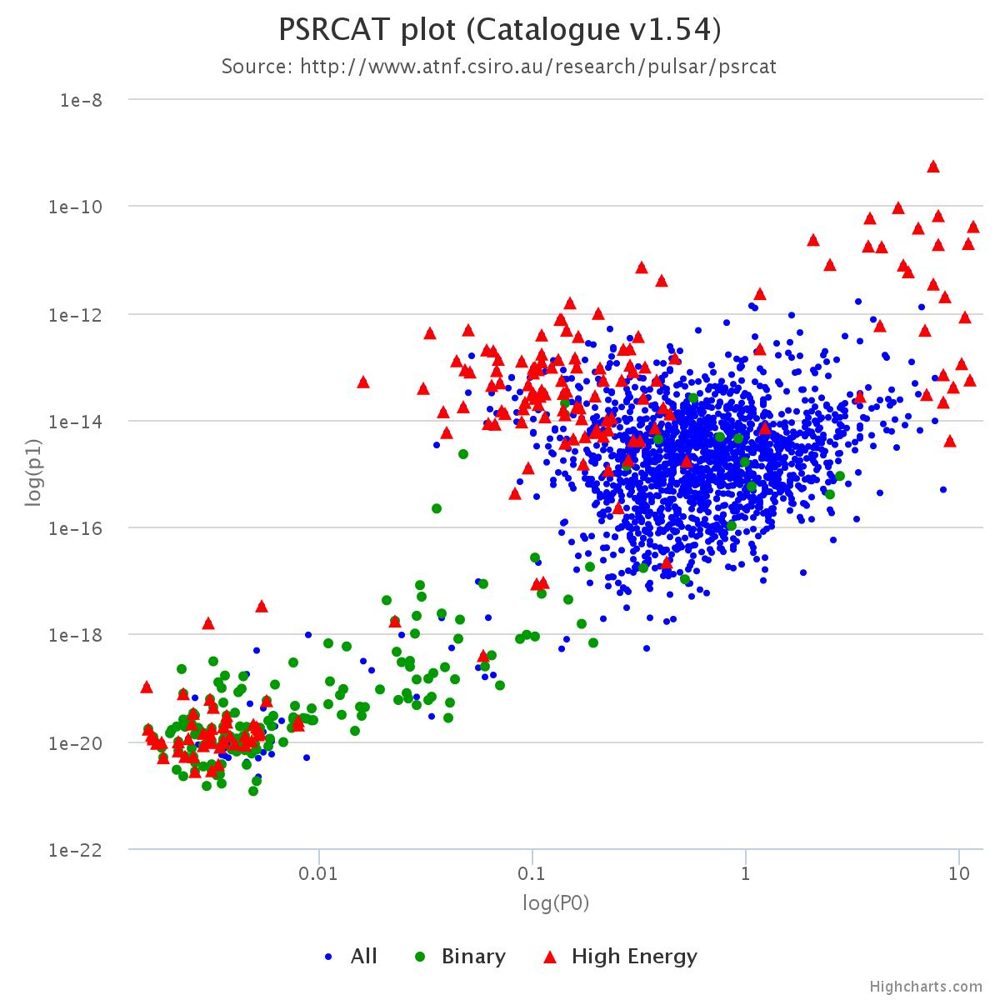 PSRCAT plot (Catalogue v1.54)
Source: http://www.atnf.csiro.au/research/pulsar/psrcat
1e-8
1e-10
1e-12
1e-14
1e-16
1e-18
1e-20
1e-22
log(p1)
0.01
0.1
1
10
log(P0)
All
Binary
High Energy
Highcharts.com